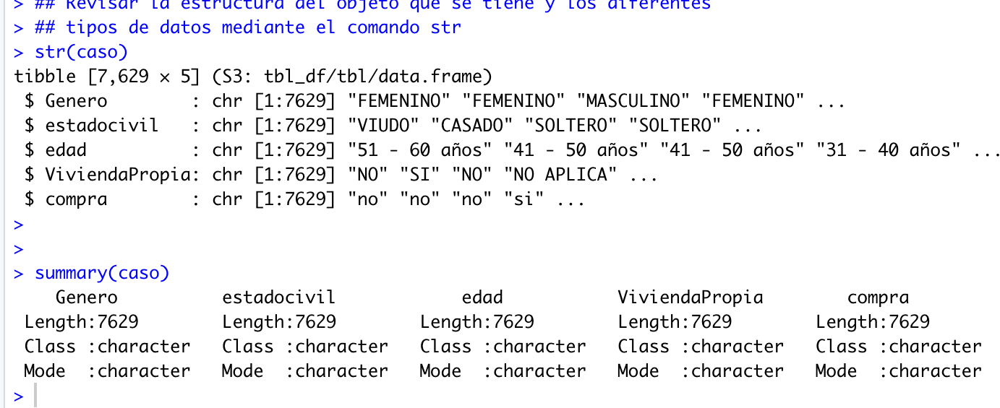 > ## Revisar la estructura del objeto que se tiene y los diferentes
> ## tipos de datos mediante el comando str
> str(caso)
tibble [7,629 × 5] (S3: tbl_df/tbl/data.frame)
 $ Genero        : chr [1:7629] "FEMENINO" "FEMENINO" "MASCULINO" "FEMENINO" ...
 $ estadocivil   : chr [1:7629] "VIUDO" "CASADO" "SOLTERO" "SOLTERO" ...
 $ edad          : chr [1:7629] "51 - 60 años" "41 - 50 años" "41 - 50 años" "31 - 40 años" ...
 $ ViviendaPropia: chr [1:7629] "NO" "SI" "NO" "NO APLICA" ...
 $ compra        : chr [1:7629] "no" "no" "no" "si" ...
>
>
> summary(caso)
    Genero          estadocivil            edad           ViviendaPropia        compra
 Length:7629        Length:7629        Length:7629        Length:7629        Length:7629
 Class :character   Class :character   Class :character   Class :character   Class :character
 Mode  :character   Mode  :character   Mode  :character   Mode  :character   Mode  :character
>